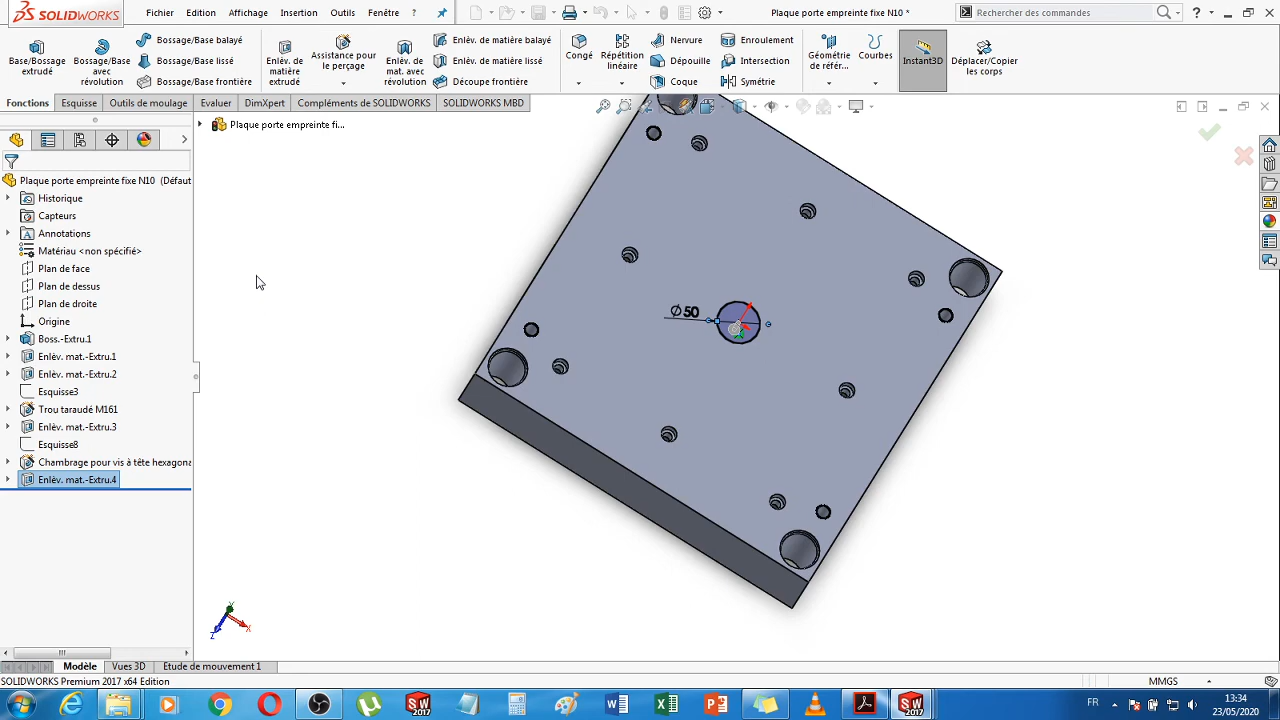 SOLIDWORKS
Fichier Edition Affichage Insertion Outils Fenêtre ?
Plaque porte empreinte fixe N10 *
Rechercher des commandes
?
Base/Bossage extrudé
Bossage/Base avec révolution
Bossage/Base balayé
Bossage/Base lissé
Bossage/Base frontière
Enlèv. de matière extrudé
Assistance pour le perçage
Enlèv. de mat. avec révolution
Enlèv. de matière balayé
Enlèv. de matière lissé
Découpe frontière
Congé
Répétition linéaire
Nervure
Dépouille
Coque
Enroulement
Intersection
Symétrie
Géométrie de référ...
Courbes
Instant3D
Déplacer/Copier les corps
Fonctions Esquisse Outils de moulage Evaluer DimXpert Compléments de SOLIDWORKS SOLIDWORKS MBD
Plaque porte empreinte fi...
Plaque porte empreinte fixe N10 (Défaut
Historique
Capteurs
Annotations
Matériau <non spécifié>
Plan de face
Plan de dessus
Plan de droite
Origine
Boss.-Extru.1
Enlèv. mat.-Extru.1
Enlèv. mat.-Extru.2
Esquisse3
Trou taraudé M161
Enlèv. mat.-Extru.3
Esquisse8
Chambrage pour vis à tête hexagona
Enlèv. mat.-Extru.4
Ø50
Y
X
Z
Modèle Vues 3D Etude de mouvement 1
SOLIDWORKS Premium 2017 x64 Edition
MMGS
FR
13:34
23/05/2020